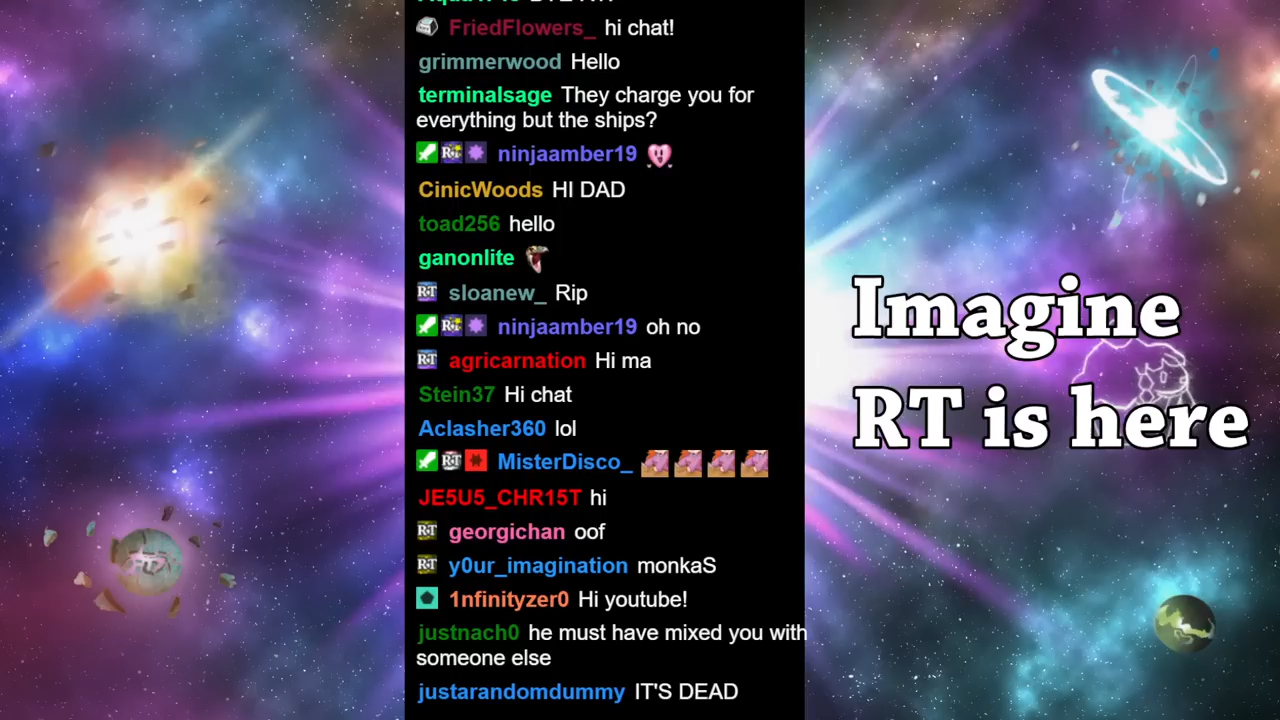 FriedFlowers_ hi chat!
grimmerwood Hello
terminalsage They charge you for
everything but the ships?
ninjaamber19
CinicWoods HI DAD
toad256 hello
ganonlite
sloanew_ Rip
ninjaamber19 oh no
agricarnation Hi ma
Stein37 Hi chat
Aclasher360 lol
MisterDisco_
JE5U5_CHR15T hi
georgichan oof
y0ur_imagination monkaS
1nfinityzer0 Hi youtube!
justnach0 he must have mixed you with
someone else
justarandomdummy IT'S DEAD
Imagine
RT is here